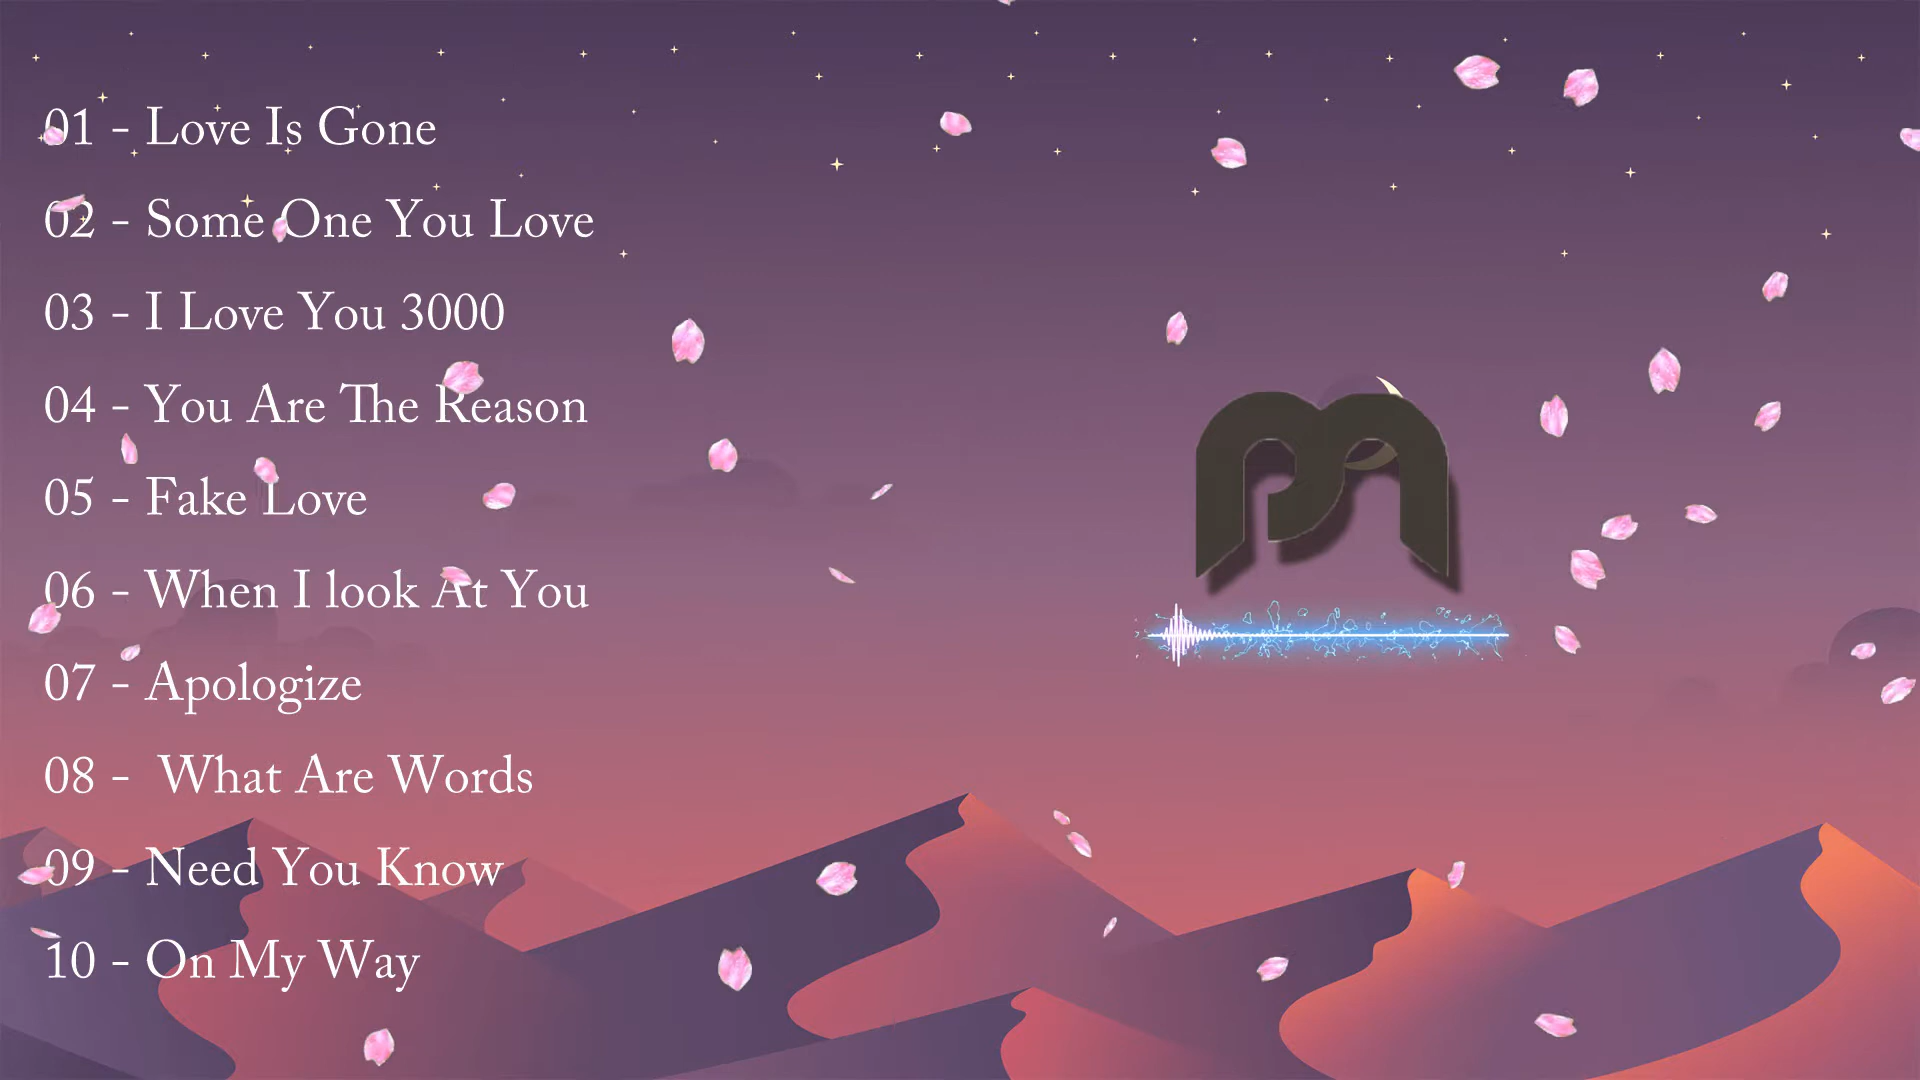 01 - Love Is Gone
02 - Some One You Love
03 - I Love You 3000
04 - You Are The Reason
05 - Fake Love
06 - When I look At You
07 - Apologize
08 - What Are Words
09 - Need You Know
10 - On My Way